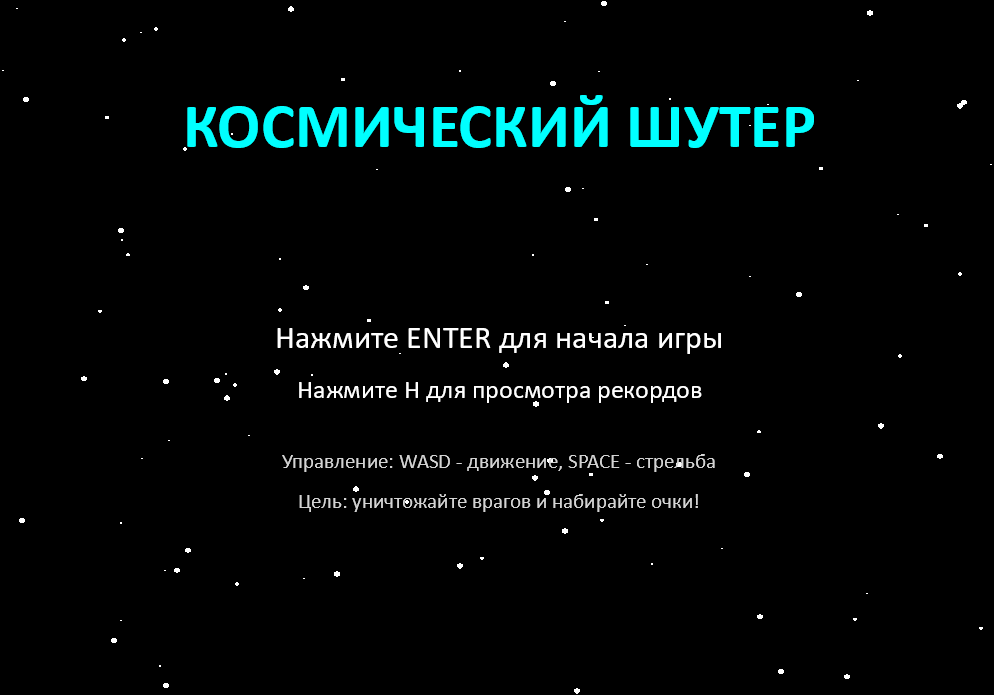 КОСМИЧЕСКИЙ ШУТЕР
Нажмите ENTER для начала игры
Нажмите H для просмотра рекордов
Управление: WASD - движение, SPACE - стрельба
Цель: уничтожайте врагов и набирайте очки!